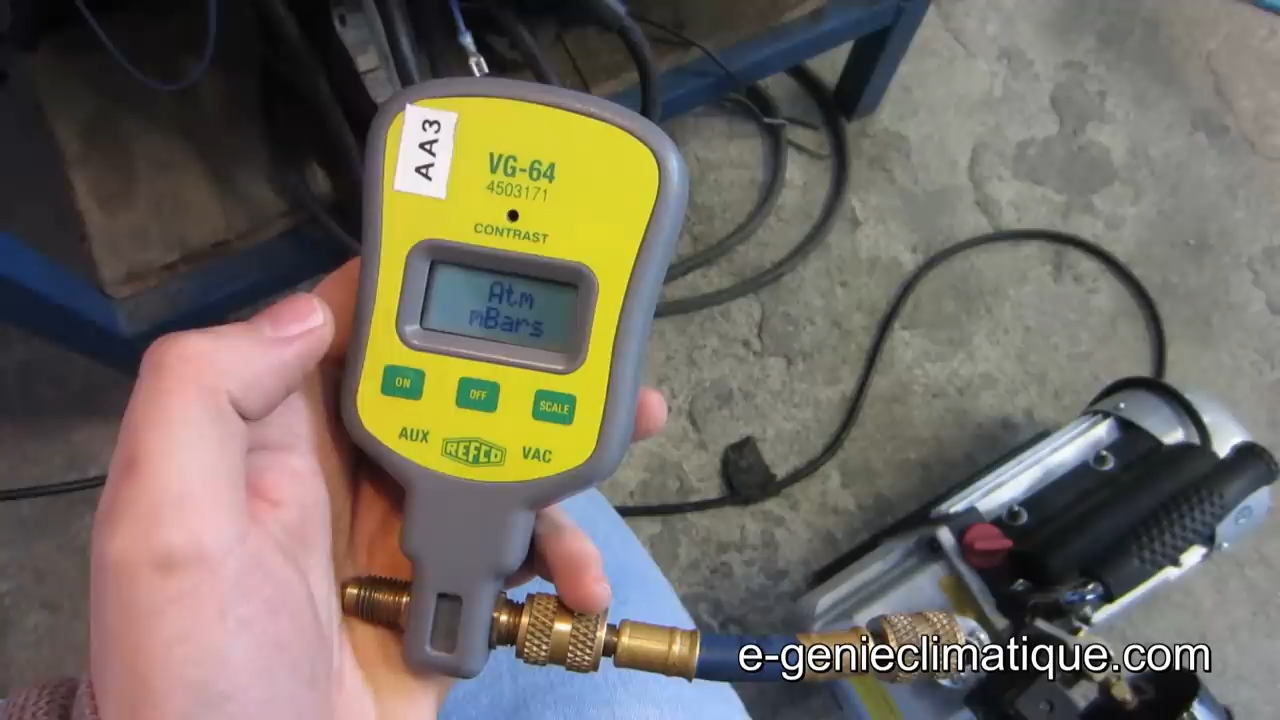 AA3
VG-64
4503171
CONTRAST
Atm
mBars
ON
OFF
SCALE
AUX
REFCO
VAC
e-genieclimatique.com